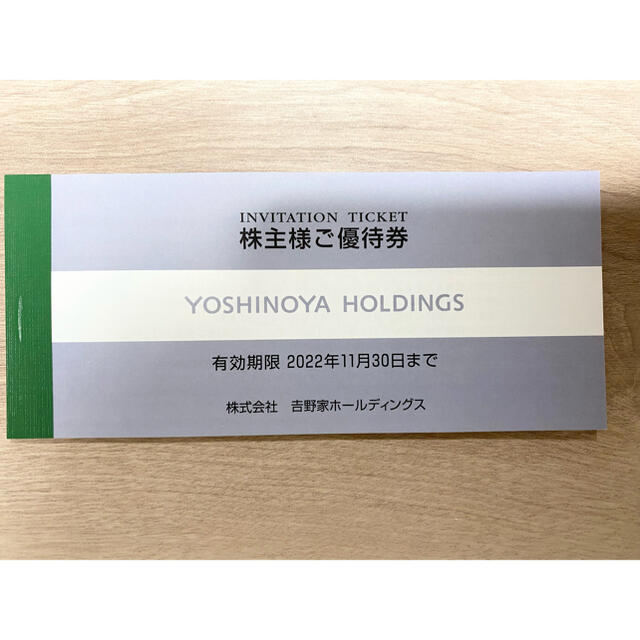 INVITATION TICKET
株主様ご優待券
YOSHINOYA HOLDINGS
有効期限 2022年11月30日まで
株式会社 𠮷野家ホールディングス